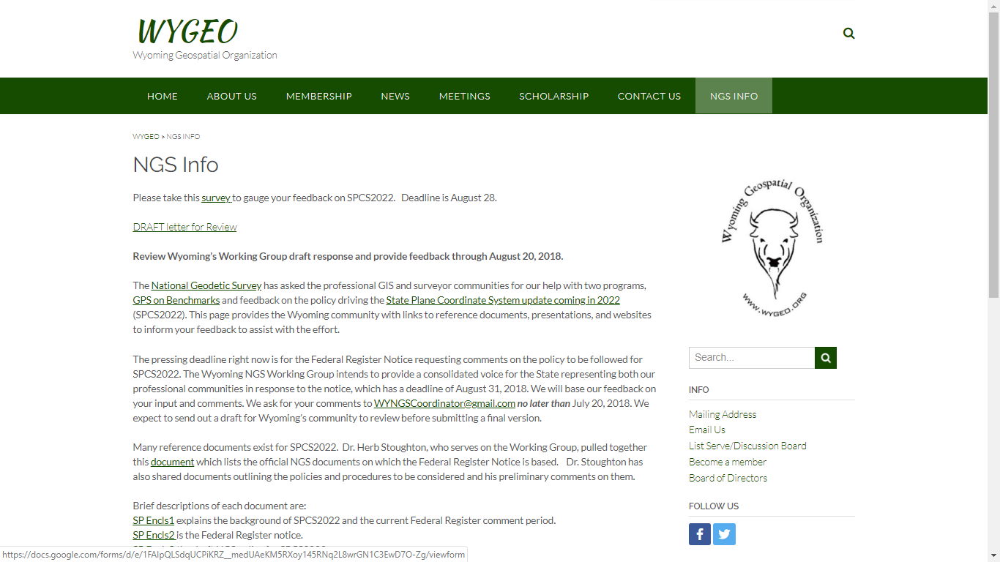 WYGEO
Wyoming Geospatial Organization
HOME ABOUT US MEMBERSHIP NEWS MEETINGS SCHOLARSHIP CONTACT US NGS INFO
WYGEO > NGS INFO
NGS Info
Please take this survey to gauge your feedback on SPCS2022. Deadline is August 28.
DRAFT letter for Review
Review Wyoming's Working Group draft response and provide feedback through August 20, 2018.
The National Geodetic Survey has asked the professional GIS and surveyor communities for our help with two programs,
GPS on Benchmarks and feedback on the policy driving the State Plane Coordinate System update coming in 2022
(SPCS2022). This page provides the Wyoming community with links to reference documents, presentations, and websites
to inform your feedback to assist with the effort.
The pressing deadline right now is for the Federal Register Notice requesting comments on the policy to be followed for
SPCS2022. The Wyoming NGS Working Group intends to provide a consolidated voice for the State representing both our
professional communities in response to the notice, which has a deadline of August 31, 2018. We will base our feedback on
your input and comments. We ask for your comments to WYNGSCoordinator@gmail.com no later than July 20, 2018. We
expect to send out a draft for Wyoming's community to review before submitting a final version.
Many reference documents exist for SPCS2022. Dr. Herb Stoughton, who serves on the Working Group, pulled together
this document which lists the official NGS documents on which the Federal Register Notice is based. Dr. Stoughton has
also shared documents outlining the policies and procedures to be considered and his preliminary comments on them.
Brief descriptions of each document are:
SP Encls1 explains the background of SPCS2022 and the current Federal Register comment period.
SP Encls2 is the Federal Register notice.
https://docs.google.com/forms/d/e/1FAIpQLSdqUCPiKRZ__medUAeKM5RXoy145RNq2L8wrGN1C3EwD7O-Zg/viewform
Wyoming Geospatial Organization
WWW.WYGEO.ORG
Search...
INFO
Mailing Address
Email Us
List Serve/Discussion Board
Become a member
Board of Directors
FOLLOW US